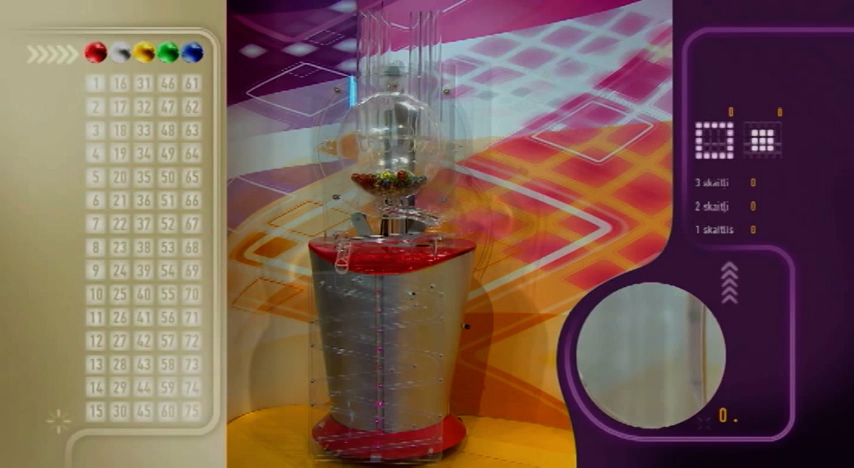 1 16 31 46 61
2 17 32 47 62
3 18 33 48 63
4 19 34 49 64
5 20 35 50 65
6 21 36 51 66
7 22 37 52 67
8 23 38 53 68
9 24 39 54 69
10 25 40 55 70
11 26 41 56 71
12 27 42 57 72
13 28 43 58 73
14 29 44 59 74
15 30 45 60 75
0 0
3 skaitļi 0
2 skaitļi 0
1 skaitlis 0
0.